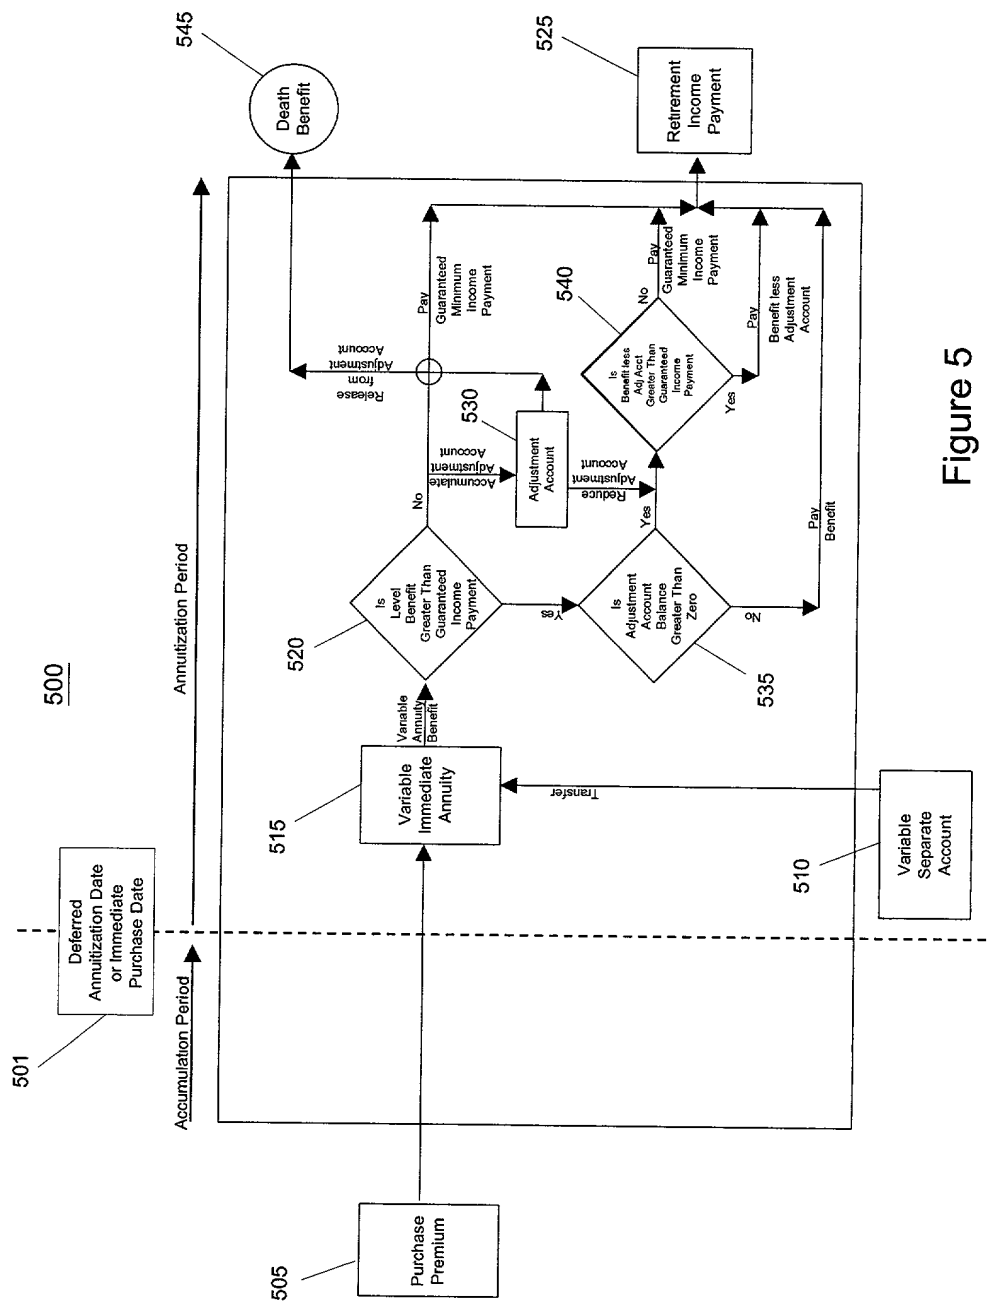 500
501
Deferred
Annuitization Date
or Immediate
Purchase Date
Accumulation Period
Annuitization Period
505
Purchase
Premium
515
Variable
Immediate
Annuity
Variable
Annuity
Benefit
Transfer
510
Variable
Separate
Account
520
Is
Level
Benefit
Greater Than
Guaranteed
Income
Payment
No
Yes
Pay
Guaranteed
Minimum
Income
Payment
Accumulate
Adjustment
Account
530
Adjustment
Account
Release
from
Adjustment
Account
545
Death
Benefit
Reduce
Adjustment
Account
535
Is
Adjustment
Account
Balance
Greater Than
Zero
Yes
No
540
Is
Benefit less
Adj Acct
Greater Than
Guaranteed
Income
Payment
No
Yes
Pay
Guaranteed
Minimum
Income
Payment
Pay
Benefit less
Adjustment
Account
Pay
Benefit
525
Retirement
Income
Payment
Figure 5